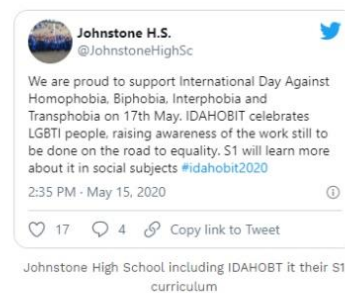 Johnstone H.S.
@JohnstoneHighSc
We are proud to support International Day Against
Homophobia, Biphobia, Interphobia and
Transphobia on 17th May. IDAHOBIT celebrates
LGBTI people, raising awareness of the work still to
be done on the road to equality. S1 will learn more
about it in social subjects #idahobit2020
2:35 PM · May 15, 2020
17 4 Copy link to Tweet
Johnstone High School including IDAHOBT it their S1
curriculum